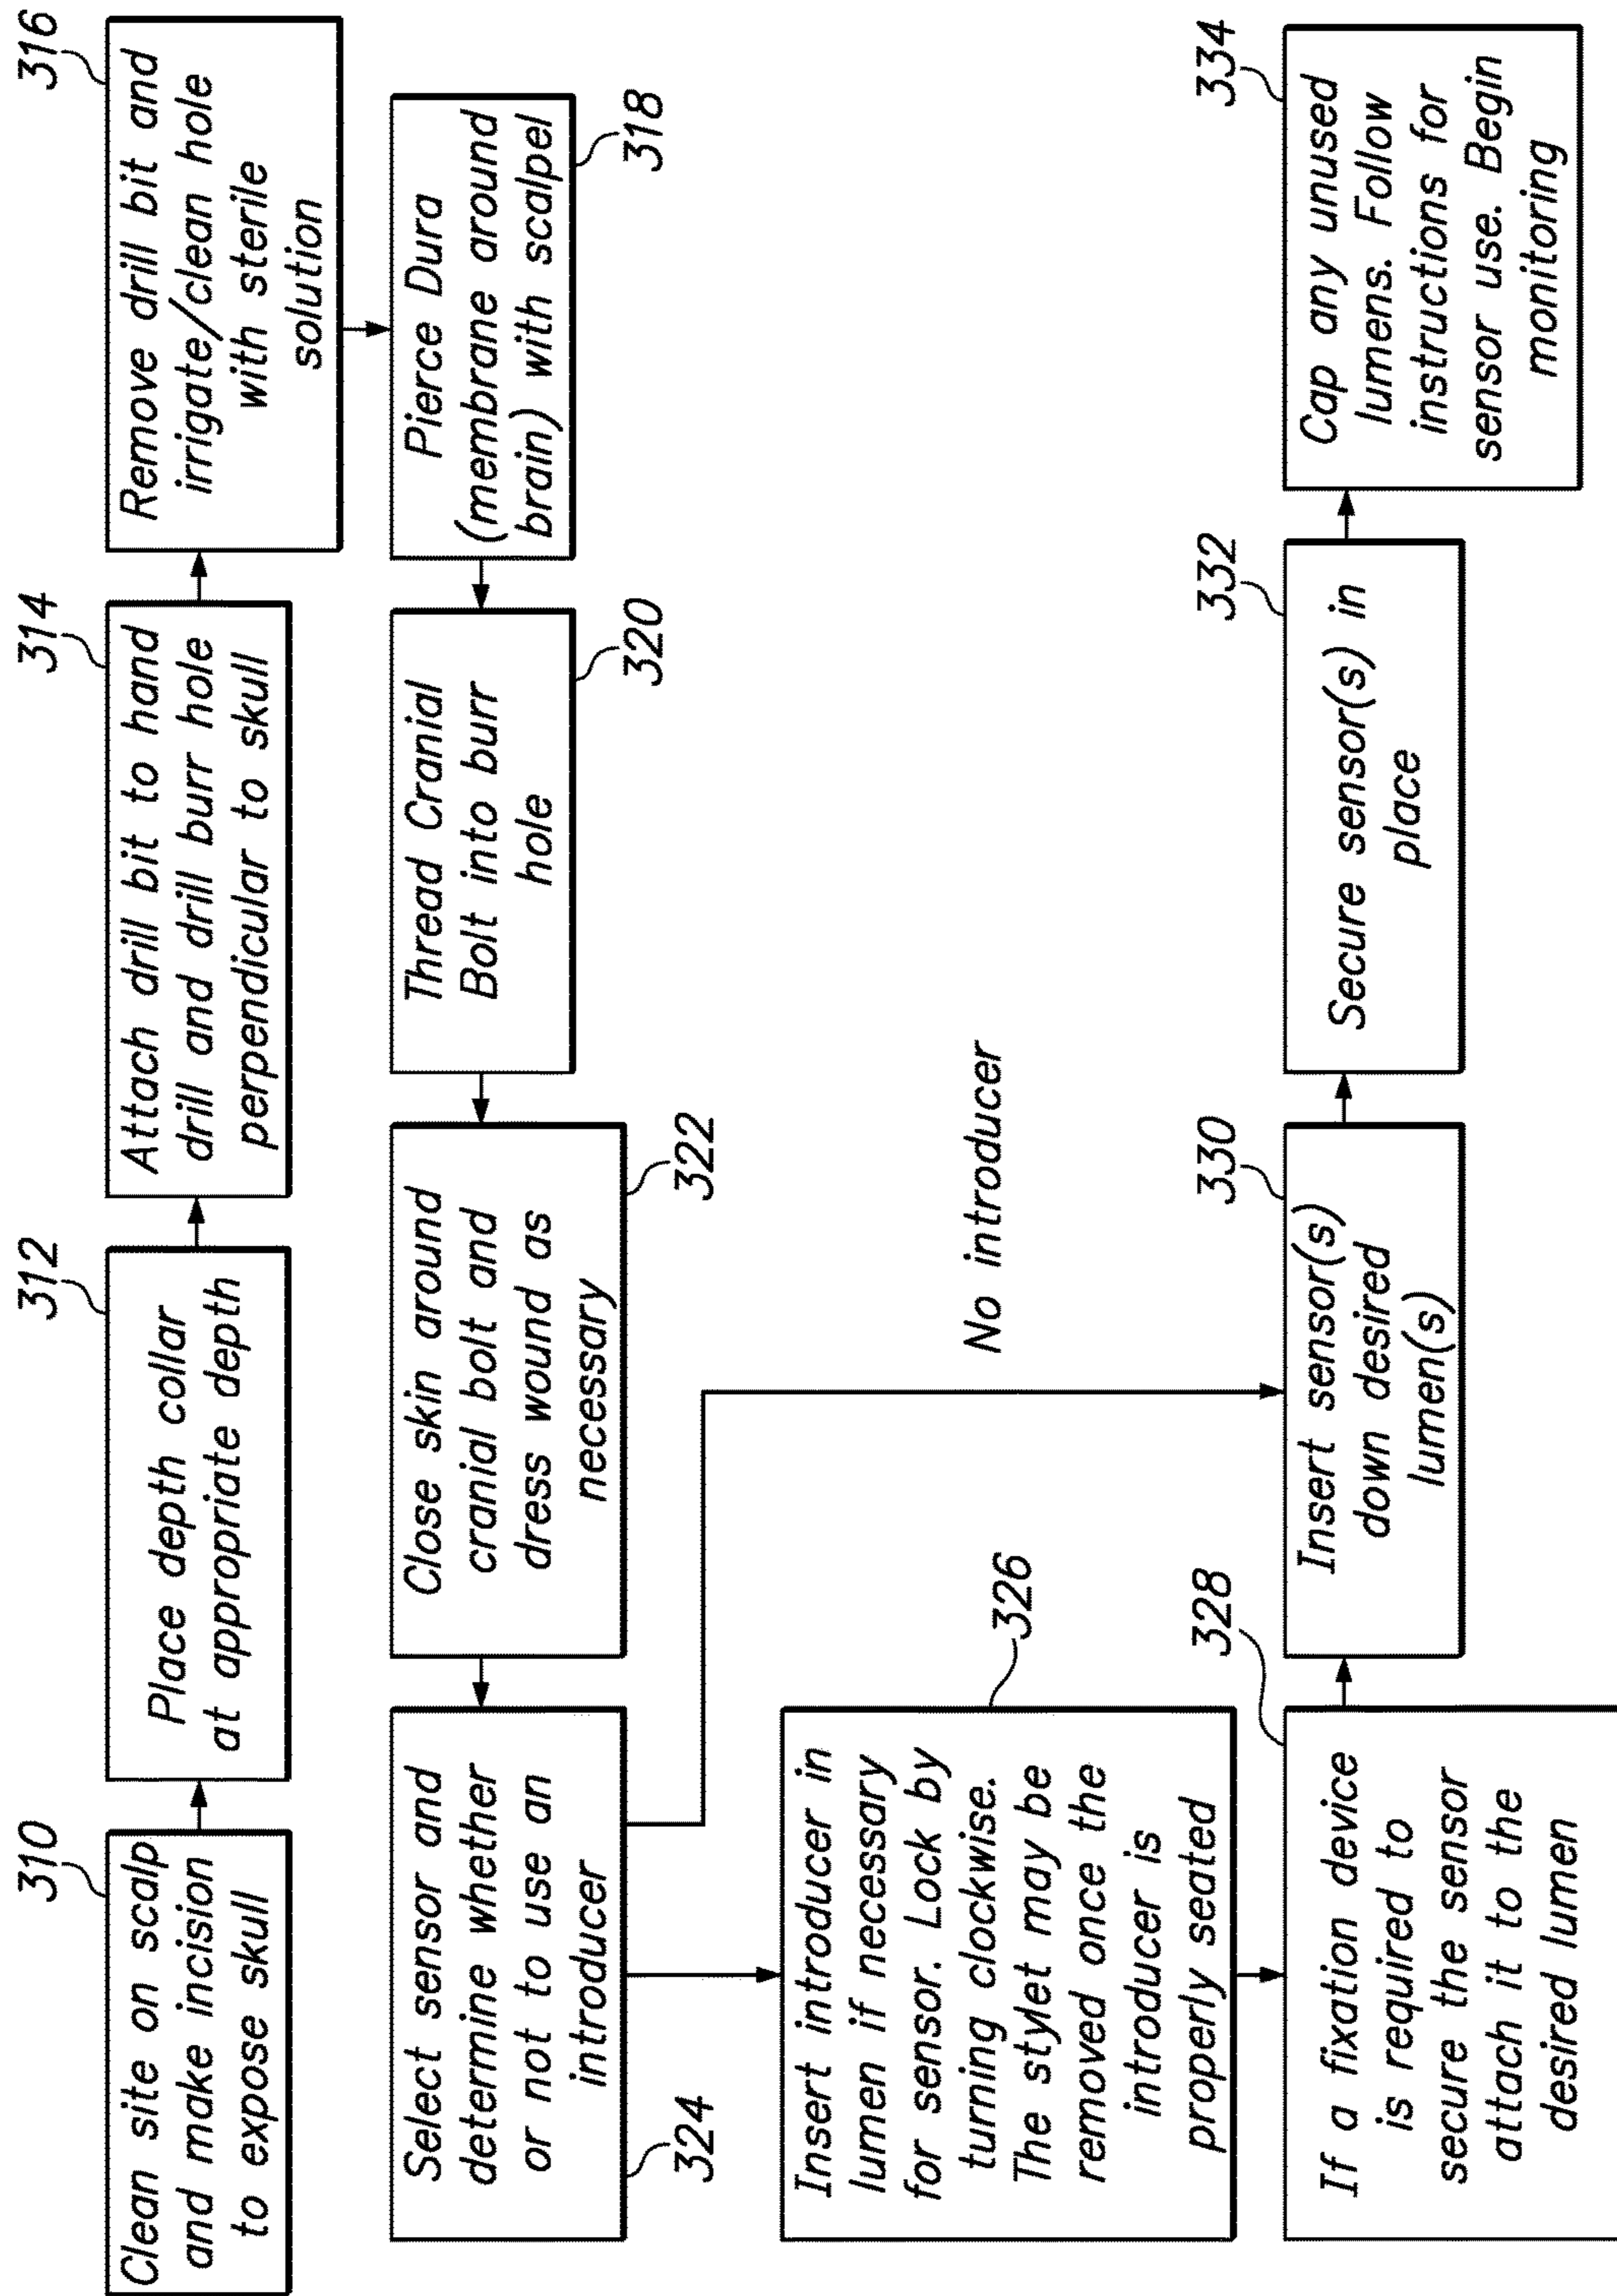 310
Clean site on scalp
and make incision
to expose skull
312
Place depth collar
at appropriate depth
314
Attach drill bit to hand
drill and drill burr hole
perpendicular to skull
316
Remove drill bit and
irrigate/clean hole
with sterile
solution
Pierce Dura
(membrane around
brain) with scalpel
318
Thread Cranial
Bolt into burr
hole
320
Close skin around
cranial bolt and
dress wound as
necessary
322
Select sensor and
determine whether
or not to use an
introducer
324
No introducer
Insert introducer in
lumen if necessary
for sensor. Lock by
turning clockwise.
The stylet may be
removed once the
introducer is
properly seated
326
328
If a fixation device
is required to
secure the sensor
attach it to the
desired lumen
330
Insert sensor(s)
down desired
lumen(s)
332
Secure sensor(s) in
place
334
Cap any unused
lumens. Follow
instructions for
sensor use. Begin
monitoring